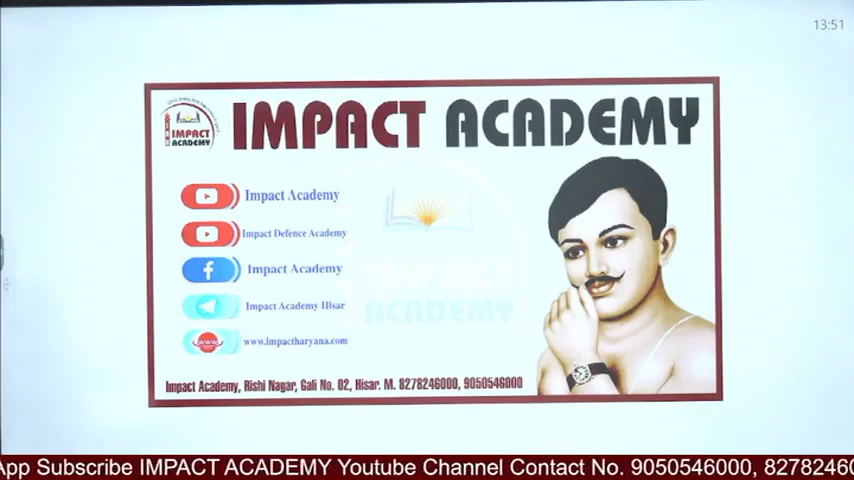 13:51
IMPACT ACADEMY
IMPACT
ACADEMY
Impact Academy
Impact Defence Academy
Impact Academy
Impact Academy Hisar
www.impactharyana.com
IMPACT
ACADEMY
Impact Academy, Rishi Nagar, Gali No. 02, Hisar. M. 8278246000, 9050546000
App Subscribe IMPACT ACADEMY Youtube Channel Contact No. 9050546000, 82782460